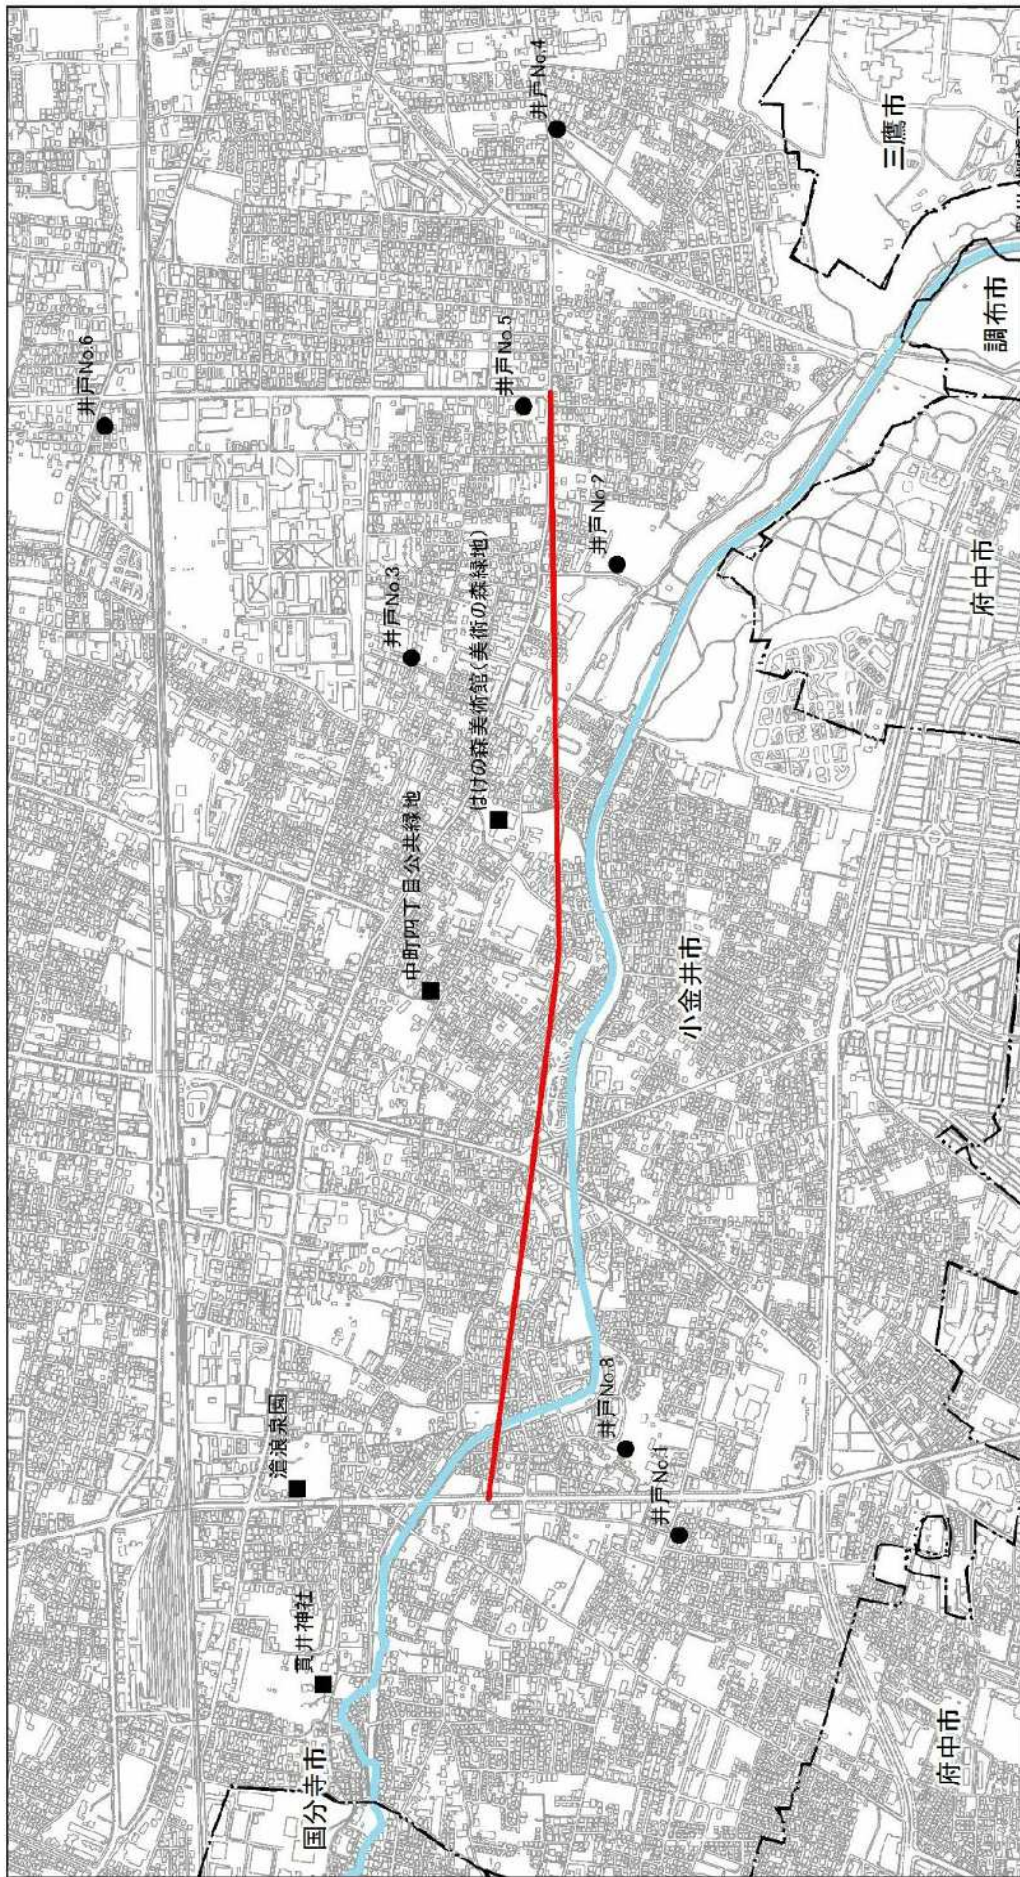 井戸No.6
井戸No.5
井戸No.4
三鷹市
調布市
井戸No.3
井戸No.2
府中市
はけの森美術館(美術の森緑地)
中町四丁目公共緑地
小金井市
滄浪泉園
井戸No.8
井戸No.1
貫井神社
国分寺市
府中市